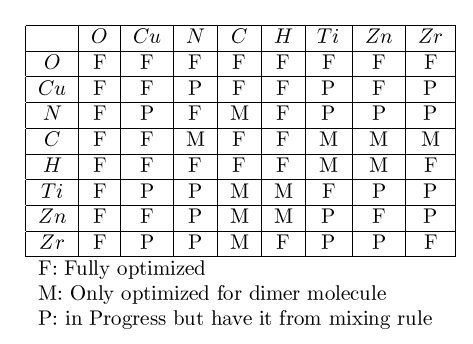 O Cu N C H Ti Zn Zr
O F F F F F F F F
Cu F F P F F P F P
N F P F M F P P P
C F F M F F M M M
H F F F F F M M F
Ti F P P M M F P P
Zn F F P M M P F P
Zr F P P M F P P F
F: Fully optimized
M: Only optimized for dimer molecule
P: in Progress but have it from mixing rule